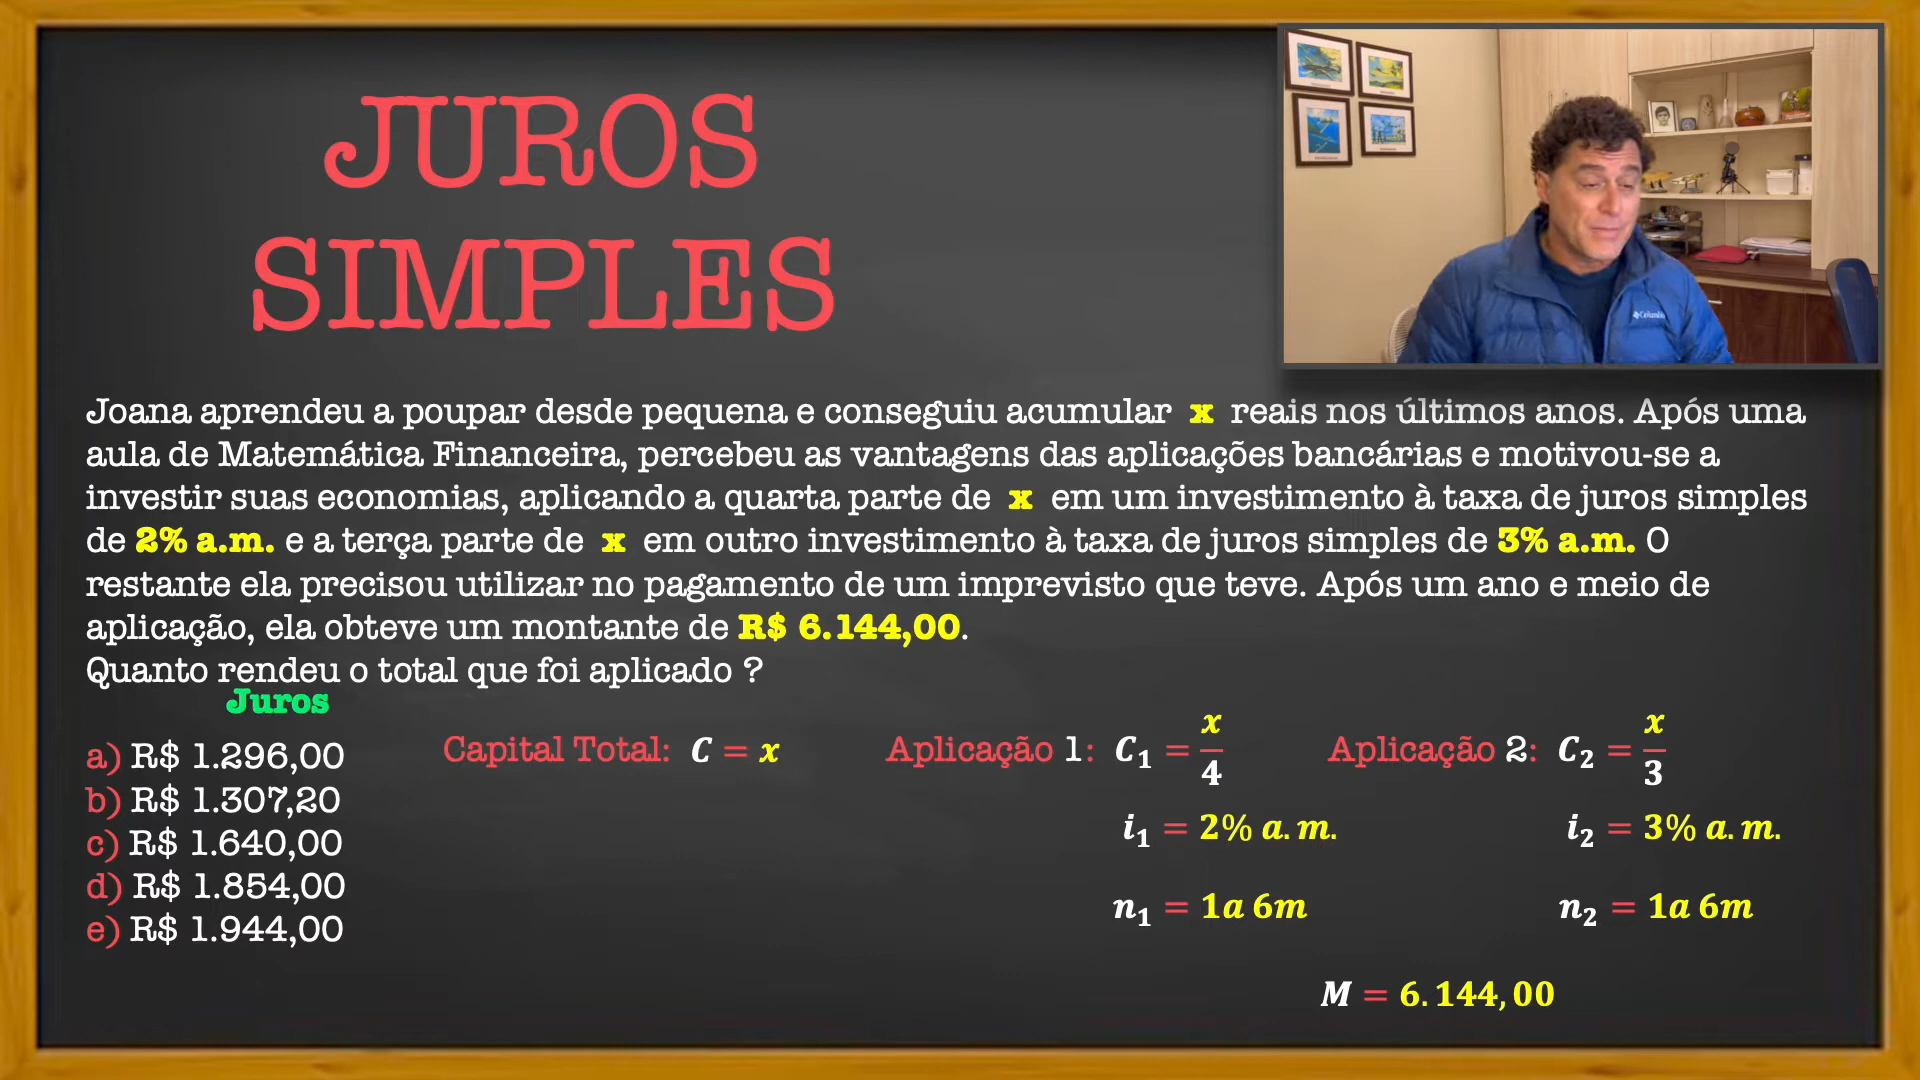 JUROS
SIMPLES
Columbia
Joana aprendeu a poupar desde pequena e conseguiu acumular x reais nos últimos anos. Após uma
aula de Matemática Financeira, percebeu as vantagens das aplicações bancárias e motivou-se a
investir suas economias, aplicando a quarta parte de x em um investimento à taxa de juros simples
de 2% a.m. e a terça parte de x em outro investimento à taxa de juros simples de 3% a.m. O
restante ela precisou utilizar no pagamento de um imprevisto que teve. Após um ano e meio de
aplicação, ela obteve um montante de R$ 6.144,00.
Quanto rendeu o total que foi aplicado ?
Juros
a) R$ 1.296,00
b) R$ 1.307,20
c) R$ 1.640,00
d) R$ 1.854,00
e) R$ 1.944,00
Capital Total: C = x
Aplicação 1: C₁ = x/4
i₁ = 2% a.m.
n₁ = 1a 6m
Aplicação 2: C₂ = x/3
i₂ = 3% a.m.
n₂ = 1a 6m
M = 6.144,00